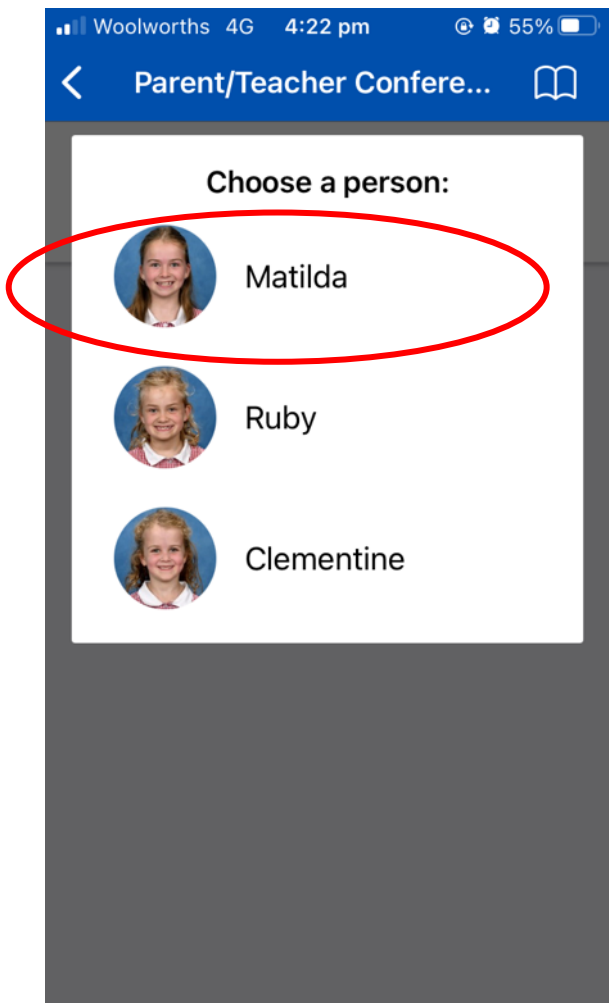 Woolworths 4G 4:22 pm 55%
Parent/Teacher Confere...
Choose a person:
Matilda
Ruby
Clementine